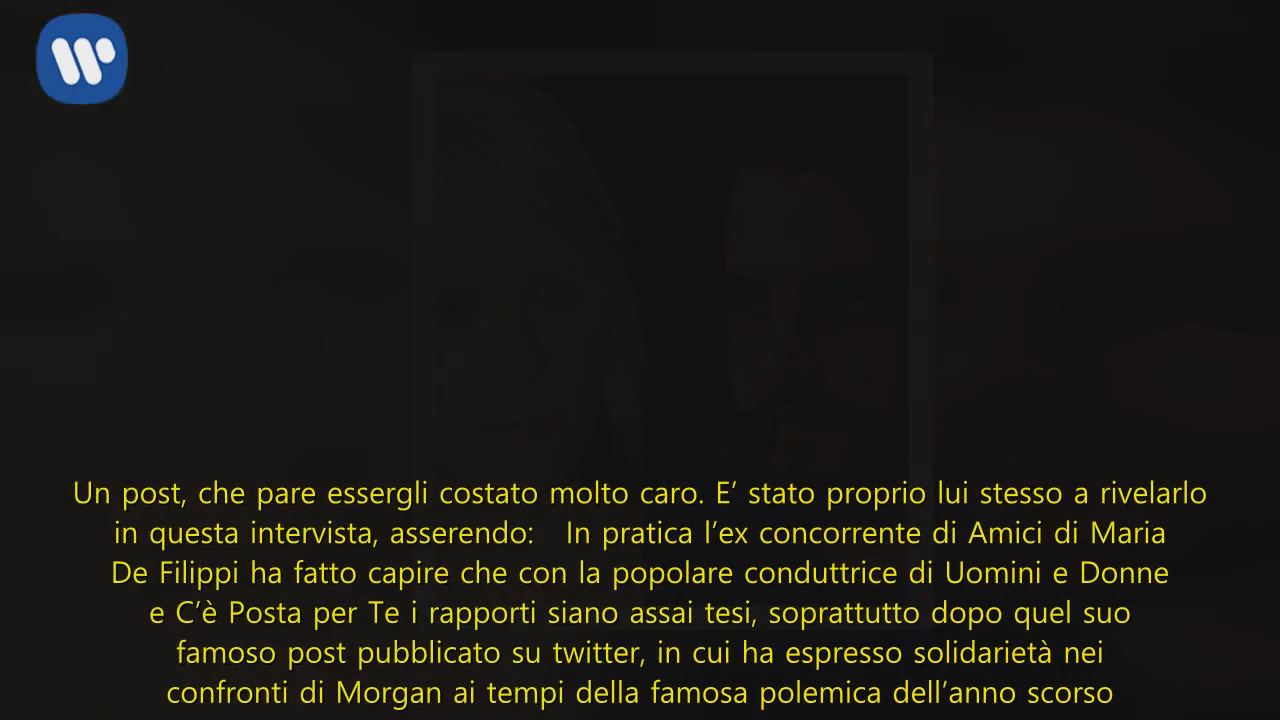 Un post, che pare essergli costato molto caro. E’ stato proprio lui stesso a rivelarlo
in questa intervista, asserendo:   In pratica l’ex concorrente di Amici di Maria
De Filippi ha fatto capire che con la popolare conduttrice di Uomini e Donne
e C’è Posta per Te i rapporti siano assai tesi, soprattutto dopo quel suo
famoso post pubblicato su twitter, in cui ha espresso solidarietà nei
confronti di Morgan ai tempi della famosa polemica dell’anno scorso